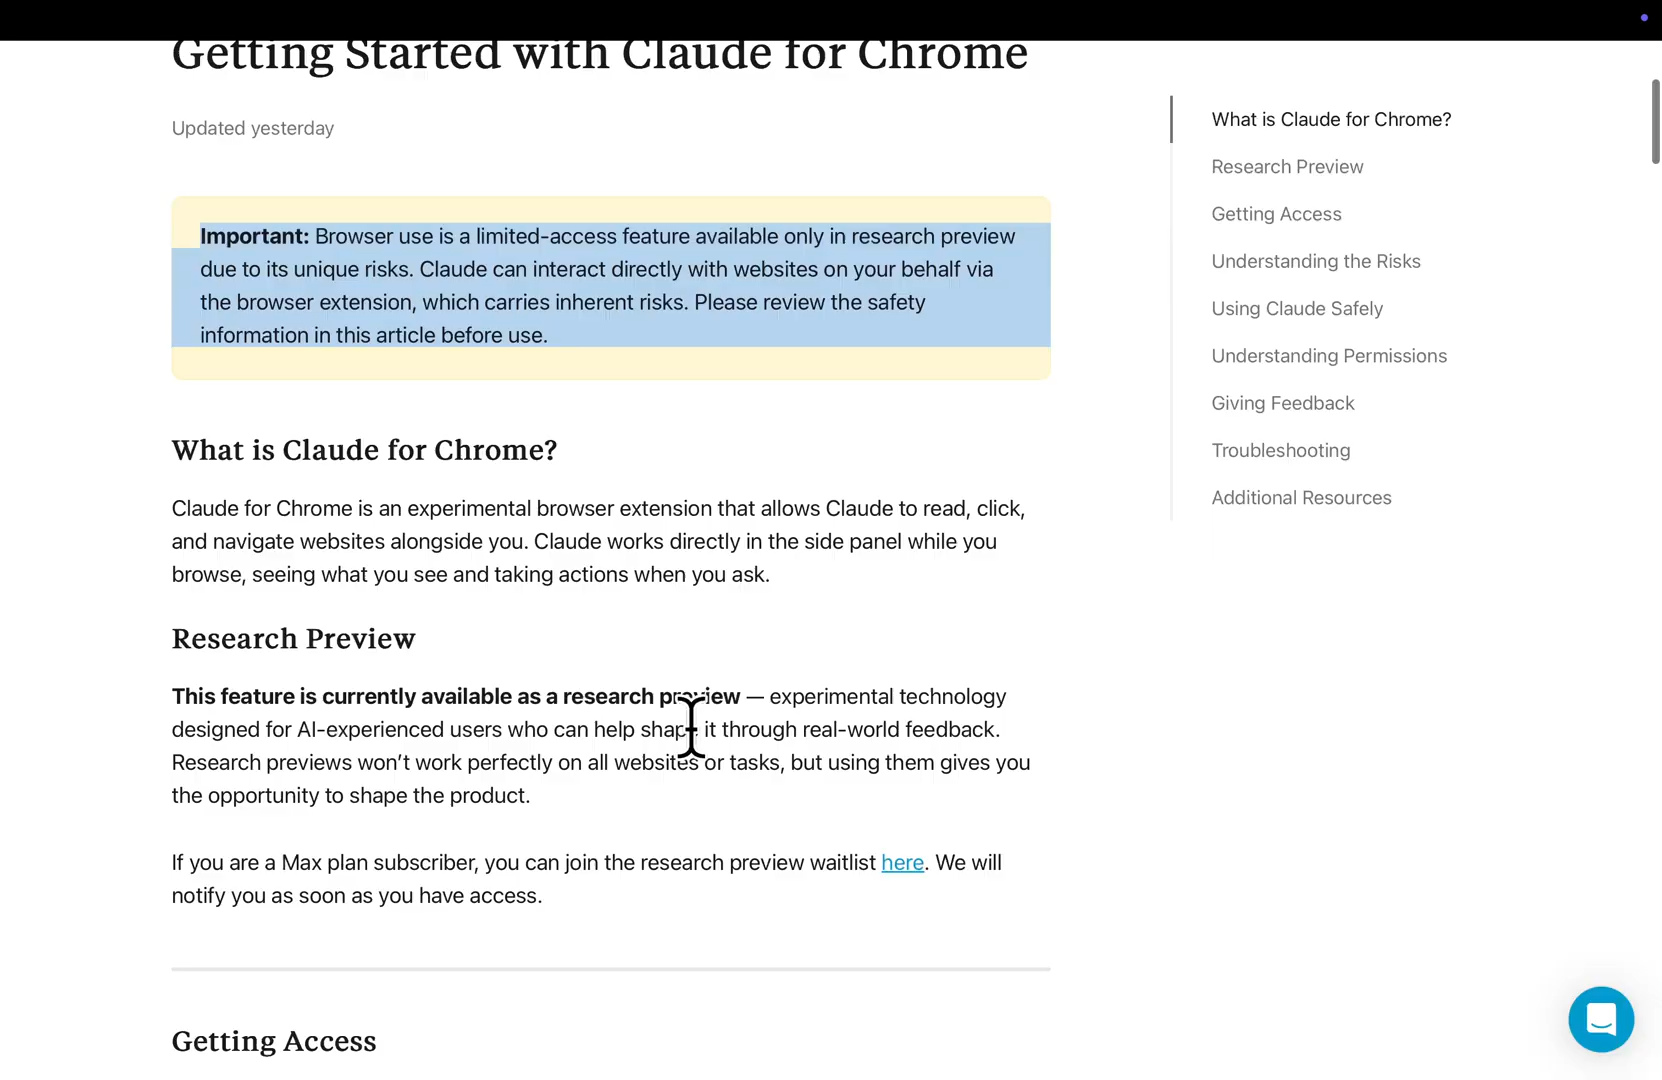 Getting Started with Claude for Chrome
Updated yesterday
Important: Browser use is a limited-access feature available only in research preview
due to its unique risks. Claude can interact directly with websites on your behalf via
the browser extension, which carries inherent risks. Please review the safety
information in this article before use.
What is Claude for Chrome?
Claude for Chrome is an experimental browser extension that allows Claude to read, click,
and navigate websites alongside you. Claude works directly in the side panel while you
browse, seeing what you see and taking actions when you ask.
Research Preview
This feature is currently available as a research preview — experimental technology
designed for AI-experienced users who can help shape it through real-world feedback.
Research previews won’t work perfectly on all websites or tasks, but using them gives you
the opportunity to shape the product.
If you are a Max plan subscriber, you can join the research preview waitlist here. We will
notify you as soon as you have access.
Getting Access
What is Claude for Chrome?
Research Preview
Getting Access
Understanding the Risks
Using Claude Safely
Understanding Permissions
Giving Feedback
Troubleshooting
Additional Resources